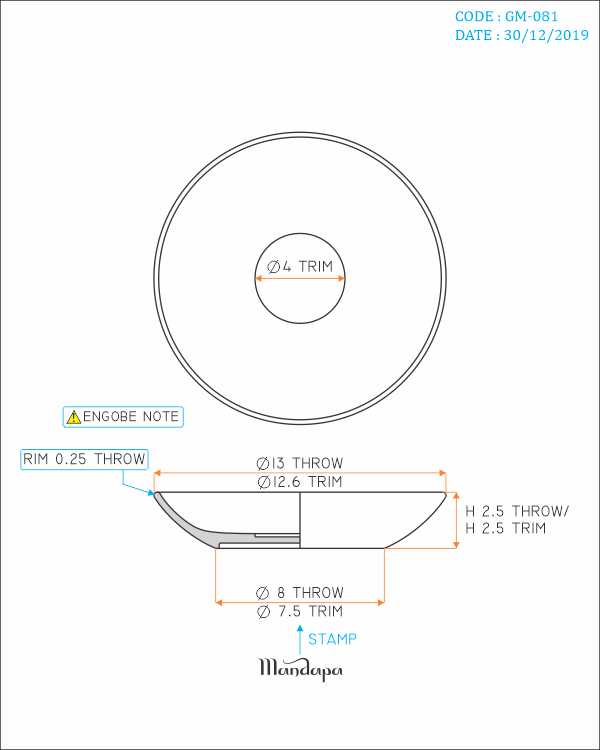 CODE : GM-081
DATE : 30/12/2019
Ø4 TRIM
ENGOBE NOTE
RIM 0.25 THROW
Ø13 THROW
Ø12.6 TRIM
H 2.5 THROW/
H 2.5 TRIM
Ø 8 THROW
Ø 7.5 TRIM
STAMP
Mandapa